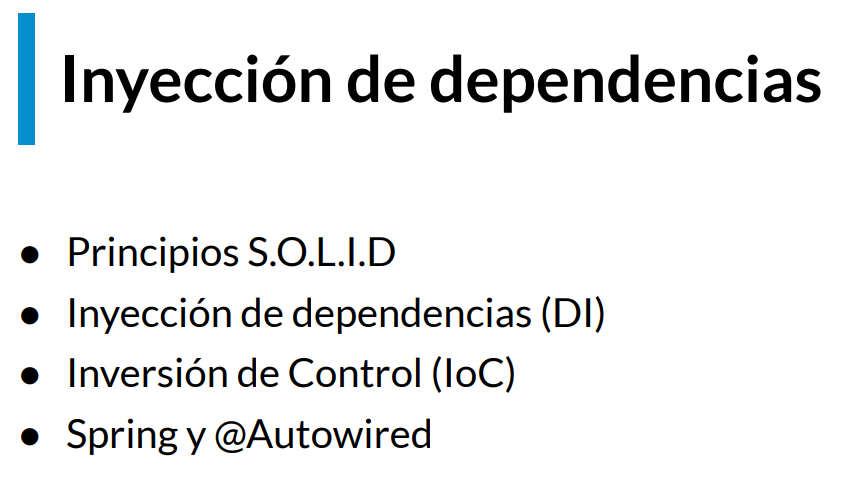 Inyección de dependencias
● Principios S.O.L.I.D
● Inyección de dependencias (DI)
● Inversión de Control (IoC)
● Spring y @Autowired